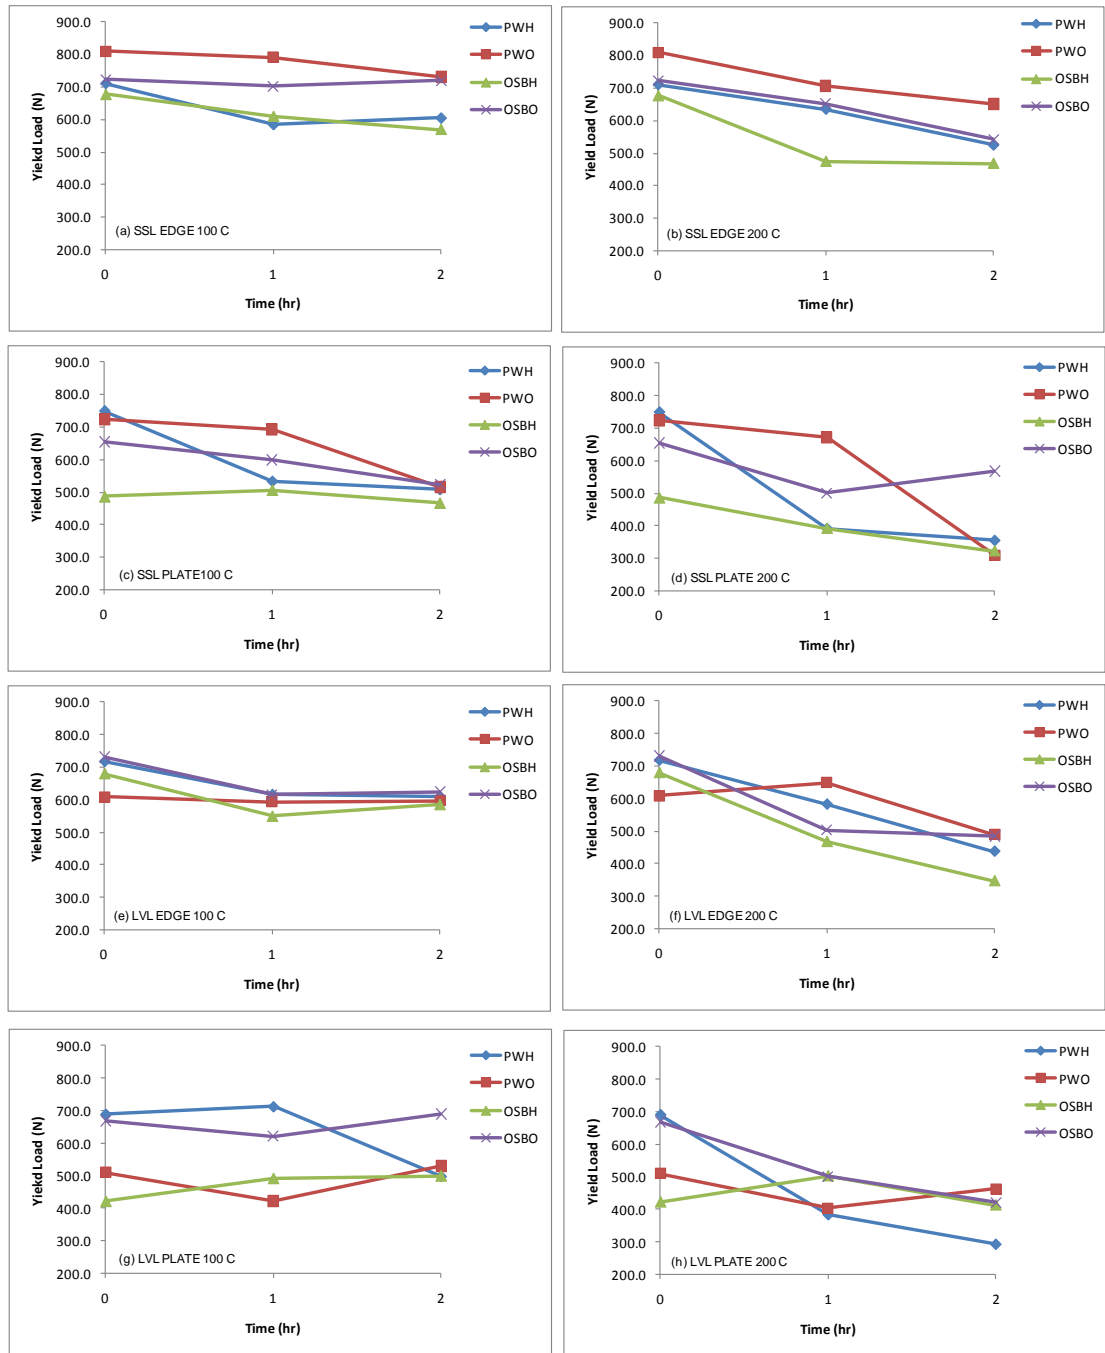 900.0
800.0
700.0
600.0
500.0
400.0
300.0
200.0
Yiekd Load (N)
PWH
PWO
OSBH
OSBO
(a) SSL EDGE 100 C
0 1 2
Time (hr)
900.0
800.0
700.0
600.0
500.0
400.0
300.0
200.0
Yield Load (N)
PWH
PWO
OSBH
OSBO
(b) SSL EDGE 200 C
0 1 2
Time (hr)
900.0
800.0
700.0
600.0
500.0
400.0
300.0
200.0
Yiekd Load (N)
PWH
PWO
OSBH
OSBO
(c) SSL PLATE100 C
0 1 2
Time (hr)
900.0
800.0
700.0
600.0
500.0
400.0
300.0
200.0
Yield Load (N)
PWH
PWO
OSBH
OSBO
(d) SSL PLATE 200 C
0 1 2
Time (hr)
900.0
800.0
700.0
600.0
500.0
400.0
300.0
200.0
Yiekd Load (N)
PWH
PWO
OSBH
OSBO
(e) LVL EDGE 100 C
0 1 2
Time (hr)
900.0
800.0
700.0
600.0
500.0
400.0
300.0
200.0
Yield Load (N)
PWH
PWO
OSBH
OSBO
(f) LVL EDGE 200 C
0 1 2
Time (hr)
900.0
800.0
700.0
600.0
500.0
400.0
300.0
200.0
Yiekd Load (N)
PWH
PWO
OSBH
OSBO
(g) LVL PLATE 100 C
0 1 2
Time (hr)
900.0
800.0
700.0
600.0
500.0
400.0
300.0
200.0
Yield Load (N)
PWH
PWO
OSBH
OSBO
(h) LVL PLATE 200 C
0 1 2
Time (hr)